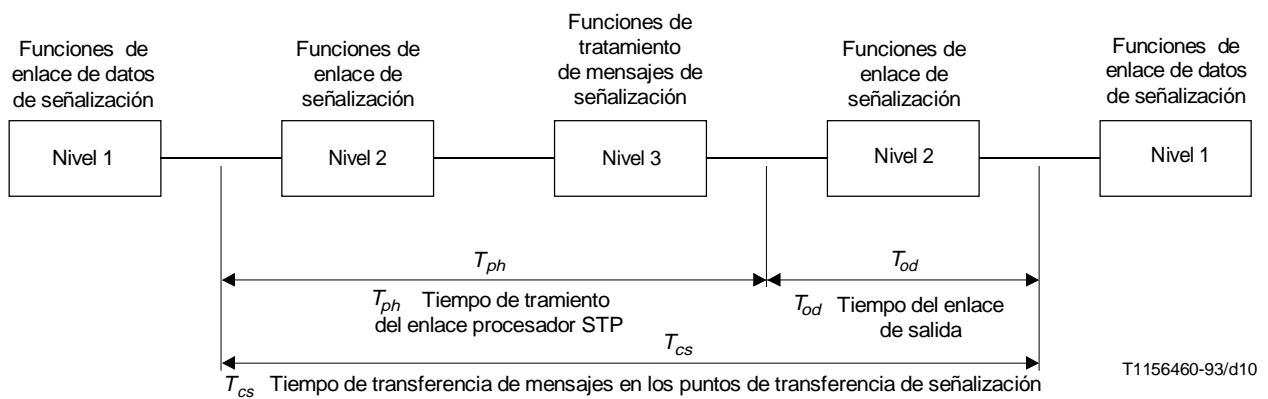 Funciones de
enlace de datos
de señalización
Nivel 1
Funciones de
enlace de
señalización
Nivel 2
Funciones de
tratamiento
de mensajes de
señalización
Nivel 3
Funciones de
enlace de
señalización
Nivel 2
Funciones de
enlace de datos
de señalización
Nivel 1
Tph
Tph Tiempo de tramiento
del enlace procesador STP
Tod
Tod Tiempo del enlace
de salida
Tcs
Tcs Tiempo de transferencia de mensajes en los puntos de transferencia de señalización
T1156460-93/d10